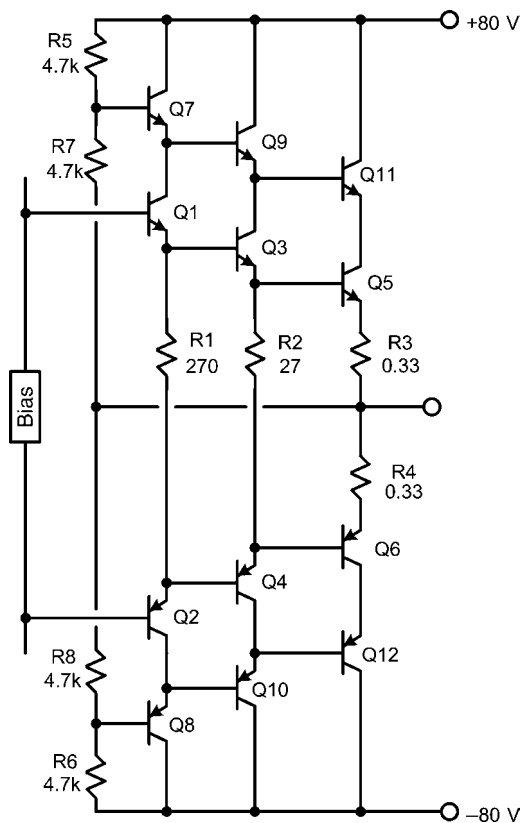 +80 V
R5
4.7k
Q7
R7
4.7k
Q9
Q11
Q1
Q3
Q5
R1
270
R2
27
R3
0.33
Bias
R4
0.33
Q6
Q4
Q2
Q12
R8
4.7k
Q10
Q8
R6
4.7k
–80 V